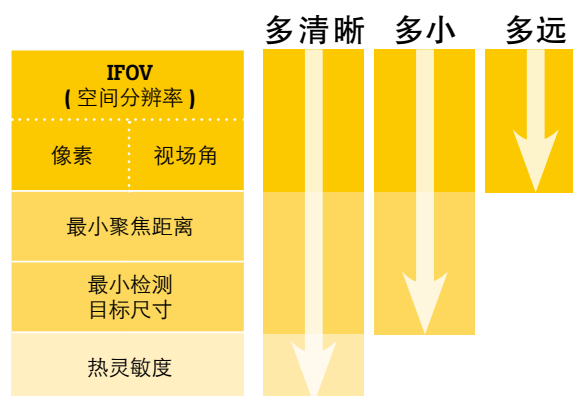 多清晰 多小 多远
IFOV
( 空间分辨率 )
像素 视场角
最小聚焦距离
最小检测
目标尺寸
热灵敏度